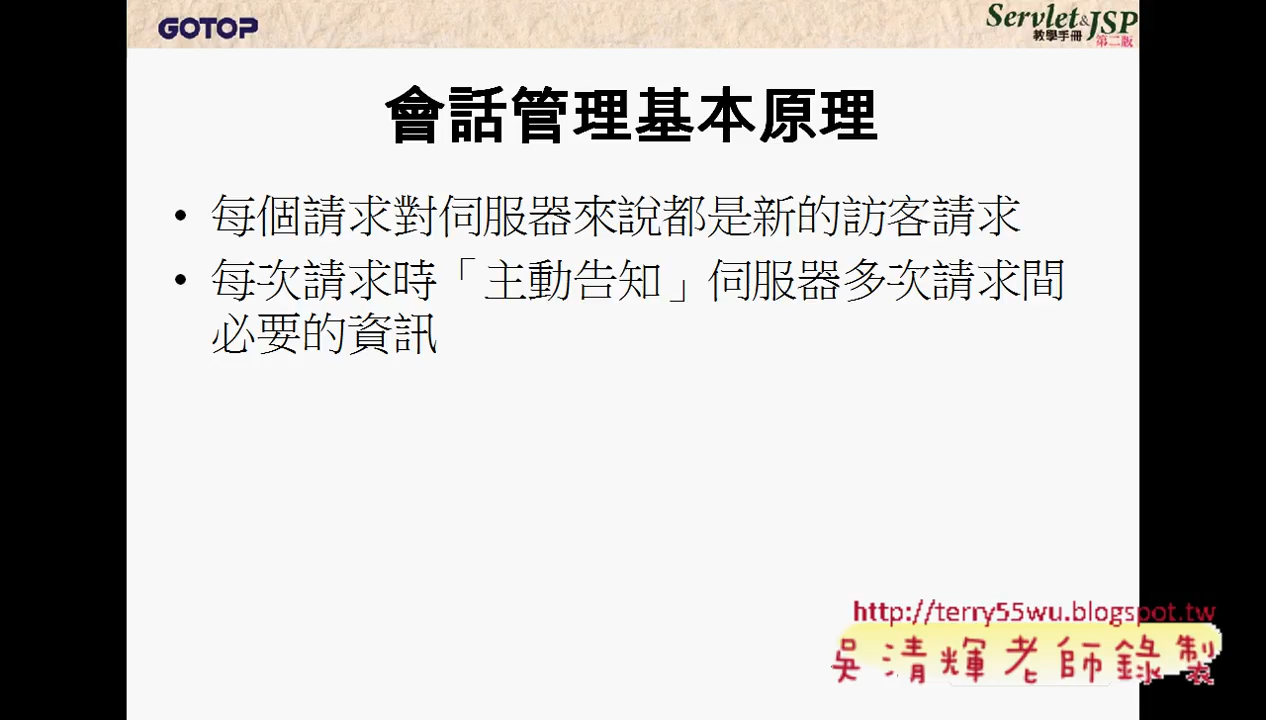 GOTOP
Servlet&JSP
教學手冊
第二版
會話管理基本原理
• 每個請求對伺服器來說都是新的訪客請求
• 每次請求時「主動告知」伺服器多次請求間
必要的資訊
http://terry55wu.blogspot.tw
吳清輝老師錄製